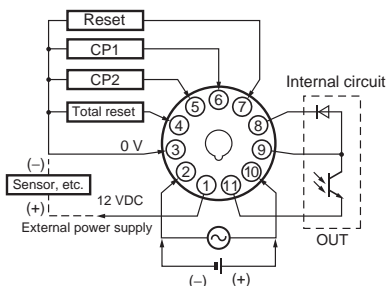 Reset
CP1
CP2
Total reset
Internal circuit
5 6 7
4 8
3 9
2 10
1 11
0 V
(−)
Sensor, etc.
(+)
12 VDC
External power supply
OUT
(−) (+)